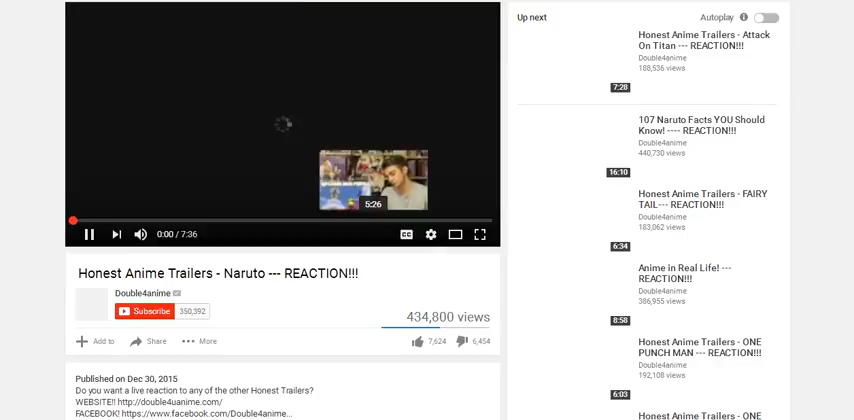 5:26
0:00 / 7:36
Honest Anime Trailers - Naruto --- REACTION!!!
Double4anime
Subscribe 350,392
434,800 views
Add to Share More 7,624 6,454
Published on Dec 30, 2015
Do you want a live reaction to any of the other Honest Trailers?
WEBSITE!! http://double4uanime.com/
FACEBOOK! https://www.facebook.com/Double4anime...
Up next Autoplay
Honest Anime Trailers - Attack
On Titan --- REACTION!!!
Double4anime
188,536 views
7:28
107 Naruto Facts YOU Should
Know! ---- REACTION!!!
Double4anime
440,730 views
16:10
Honest Anime Trailers - FAIRY
TAIL--- REACTION!!!
Double4anime
183,062 views
6:34
Anime in Real Life! ---
REACTION!!!
Double4anime
386,955 views
8:58
Honest Anime Trailers - ONE
PUNCH MAN --- REACTION!!!
Double4anime
192,108 views
6:03
Honest Anime Trailers - ONE